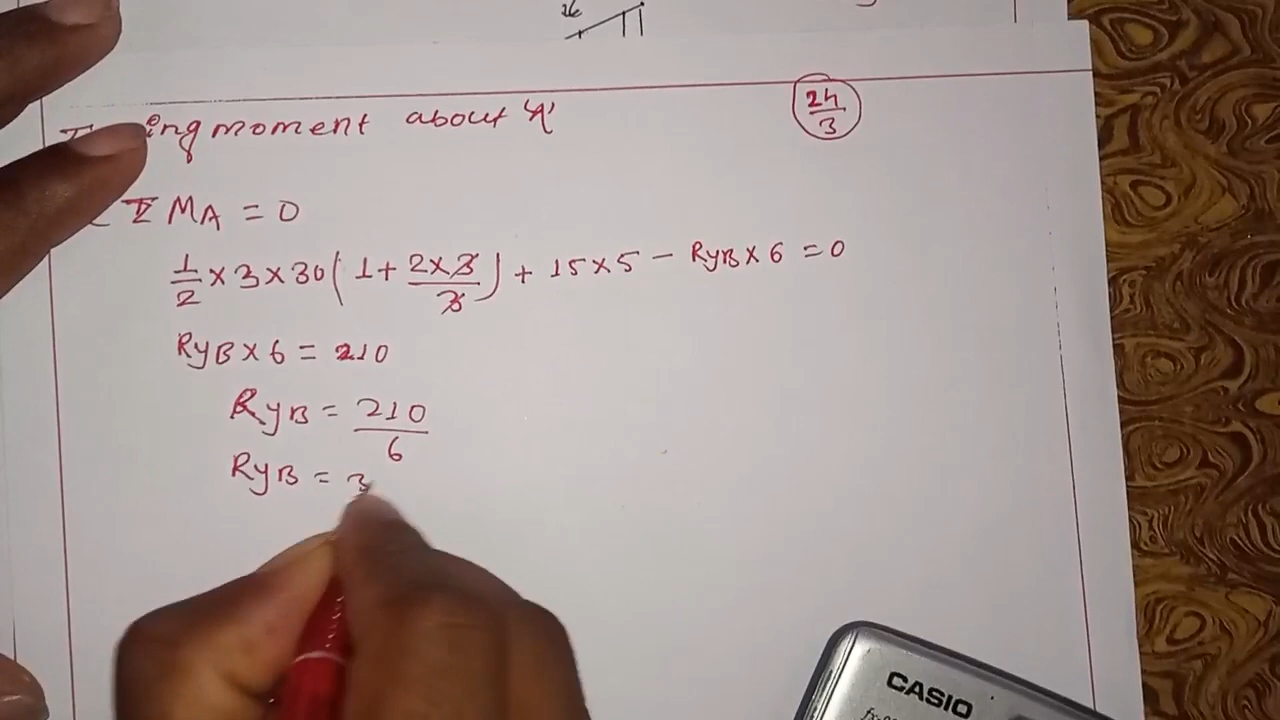 moment about 'A'
24/3
Σ MA = 0
1/2 × 3 × 30 ( 1 + 2×3/3 ) + 15 × 5 − RyB × 6 = 0
RyB × 6 = 210
RyB = 210/6
RyB = 3
CASIO